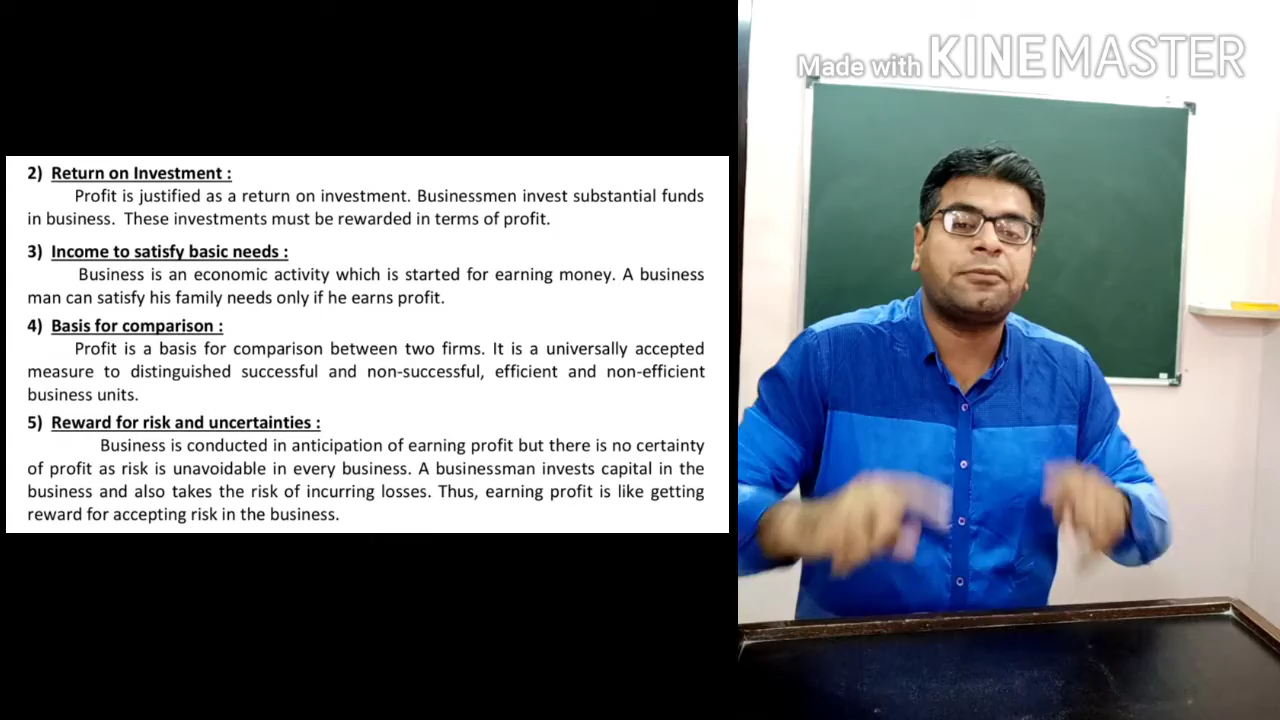 Made with KINEMASTER
2) Return on Investment :
Profit is justified as a return on investment. Businessmen invest substantial funds
in business. These investments must be rewarded in terms of profit.
3) Income to satisfy basic needs :
Business is an economic activity which is started for earning money. A business
man can satisfy his family needs only if he earns profit.
4) Basis for comparison :
Profit is a basis for comparison between two firms. It is a universally accepted
measure to distinguished successful and non-successful, efficient and non-efficient
business units.
5) Reward for risk and uncertainties :
Business is conducted in anticipation of earning profit but there is no certainty
of profit as risk is unavoidable in every business. A businessman invests capital in the
business and also takes the risk of incurring losses. Thus, earning profit is like getting
reward for accepting risk in the business.